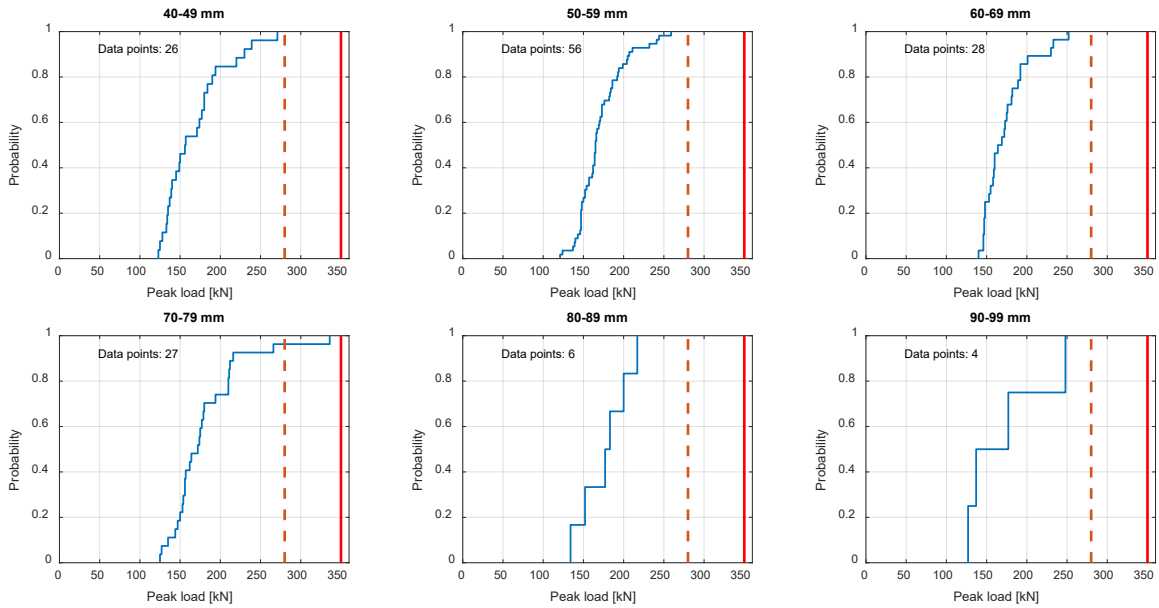 40-49 mm
Data points: 26
1
0.8
0.6
0.4
0.2
0
Probability
0 50 100 150 200 250 300 350
Peak load [kN]
50-59 mm
Data points: 56
1
0.8
0.6
0.4
0.2
0
Probability
0 50 100 150 200 250 300 350
Peak load [kN]
60-69 mm
Data points: 28
1
0.8
0.6
0.4
0.2
0
Probability
0 50 100 150 200 250 300 350
Peak load [kN]
70-79 mm
Data points: 27
1
0.8
0.6
0.4
0.2
0
Probability
0 50 100 150 200 250 300 350
Peak load [kN]
80-89 mm
Data points: 6
1
0.8
0.6
0.4
0.2
0
Probability
0 50 100 150 200 250 300 350
Peak load [kN]
90-99 mm
Data points: 4
1
0.8
0.6
0.4
0.2
0
Probability
0 50 100 150 200 250 300 350
Peak load [kN]